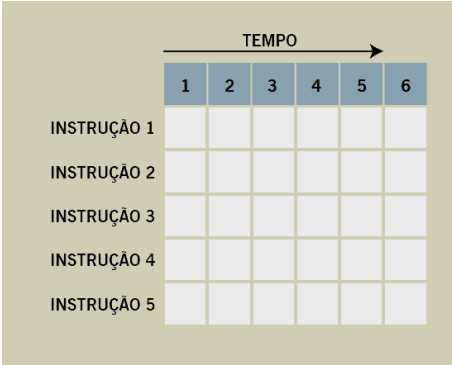 TEMPO
1 2 3 4 5 6
INSTRUÇÃO 1
INSTRUÇÃO 2
INSTRUÇÃO 3
INSTRUÇÃO 4
INSTRUÇÃO 5